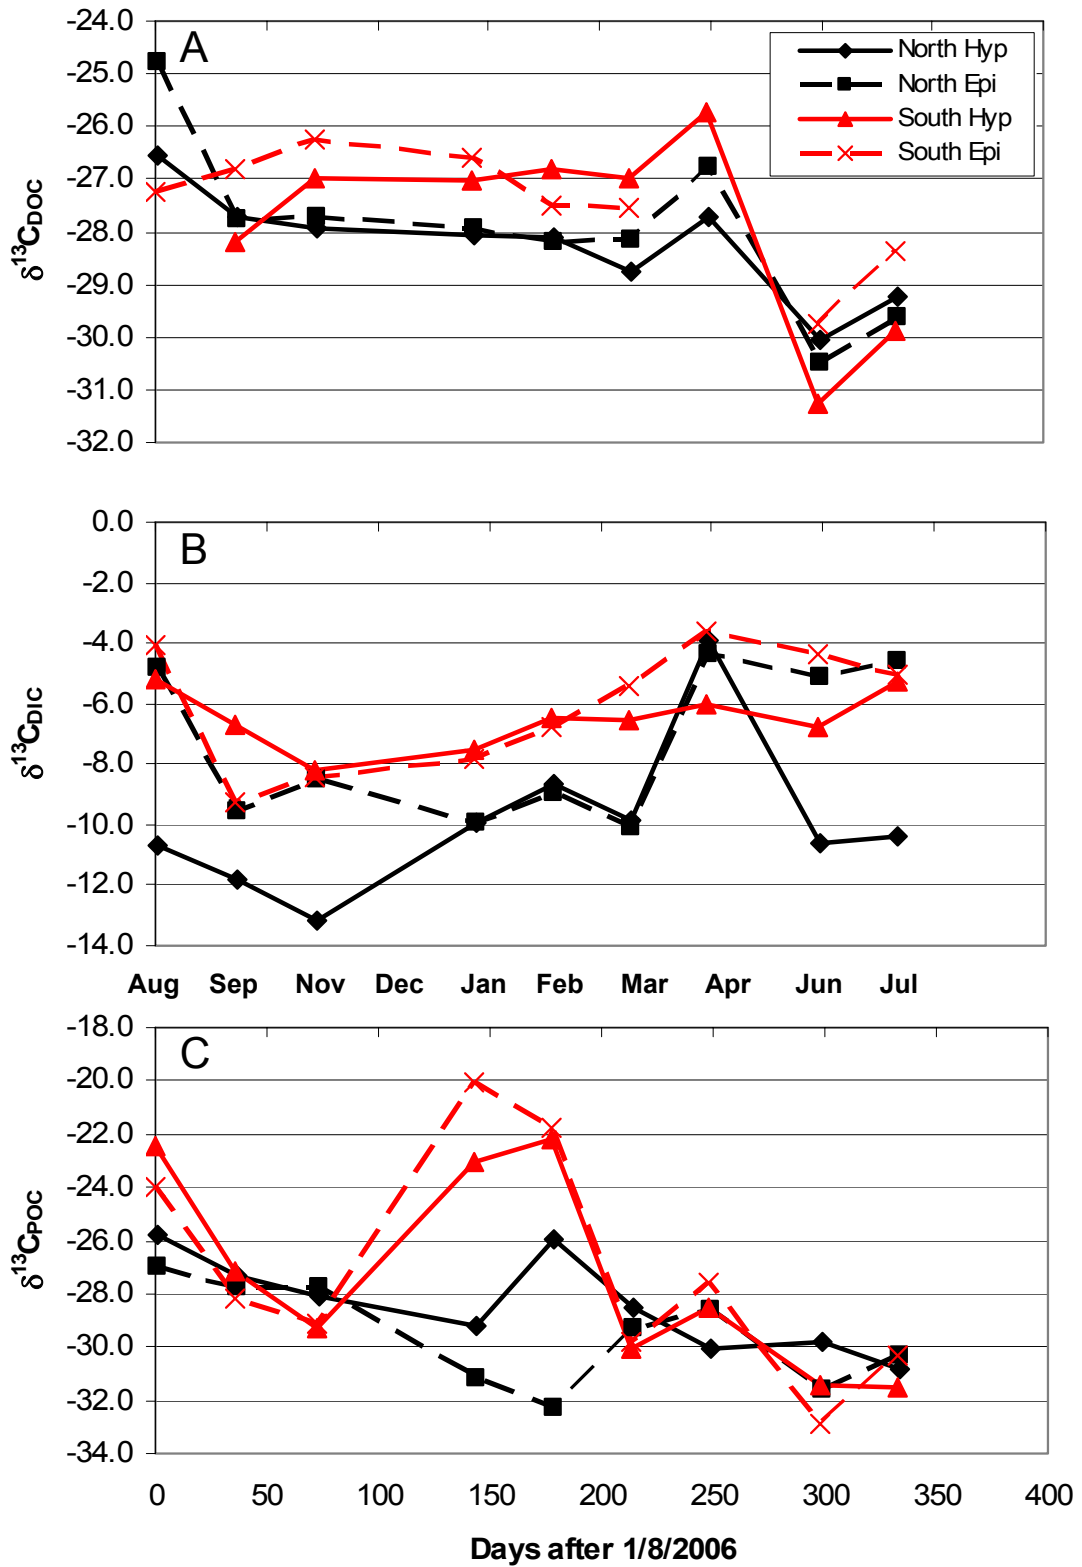 A
-24.0
-25.0
-26.0
-27.0
-28.0
-29.0
-30.0
-31.0
-32.0
δ¹³C_DOC
North Hyp
North Epi
South Hyp
South Epi
B
0.0
-2.0
-4.0
-6.0
-8.0
-10.0
-12.0
-14.0
δ¹³C_DIC
Aug Sep Nov Dec Jan Feb Mar Apr Jun Jul
C
-18.0
-20.0
-22.0
-24.0
-26.0
-28.0
-30.0
-32.0
-34.0
δ¹³C_POC
0 50 100 150 200 250 300 350 400
Days after 1/8/2006